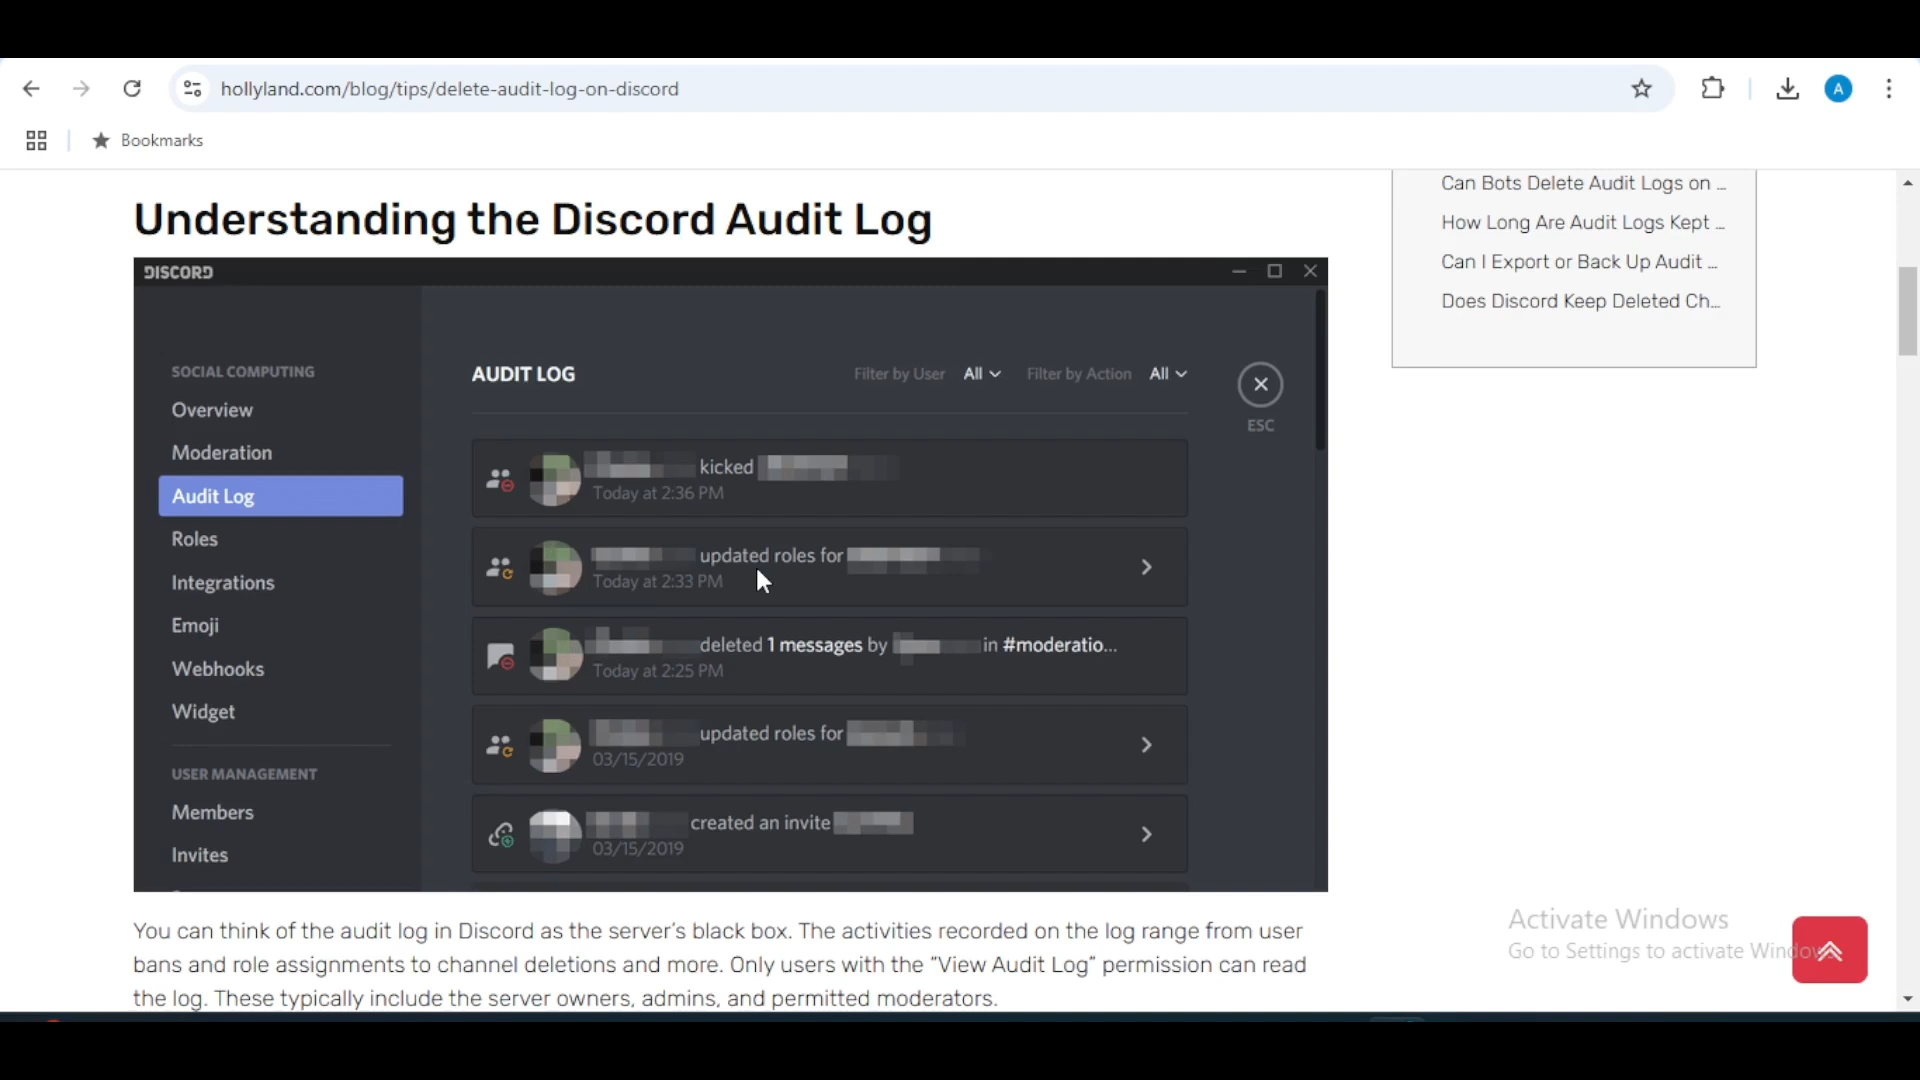 hollyland.com/blog/tips/delete-audit-log-on-discord
A
Bookmarks
Understanding the Discord Audit Log
Can Bots Delete Audit Logs on ...
How Long Are Audit Logs Kept ...
Can I Export or Back Up Audit ...
Does Discord Keep Deleted Ch...
DISCORD
SOCIAL COMPUTING
Overview
Moderation
Audit Log
Roles
Integrations
Emoji
Webhooks
Widget
USER MANAGEMENT
Members
Invites
AUDIT LOG
Filter by User All
Filter by Action All
ESC
kicked
Today at 2:36 PM
updated roles for
Today at 2:33 PM
deleted 1 messages by in #moderatio...
Today at 2:25 PM
updated roles for
03/15/2019
created an invite
03/15/2019
You can think of the audit log in Discord as the server's black box. The activities recorded on the log range from user
bans and role assignments to channel deletions and more. Only users with the "View Audit Log" permission can read
the log. These typically include the server owners, admins, and permitted moderators.
Activate Windows
Go to Settings to activate Windows